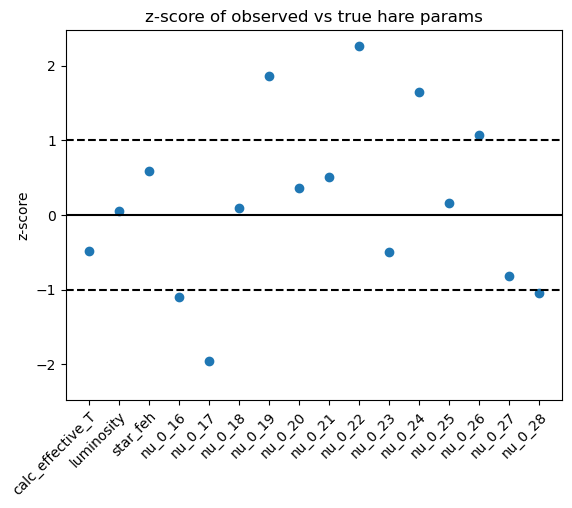 z-score of observed vs true hare params
z-score
2
1
0
−1
−2
calc_effective_T
luminosity
star_feh
nu_0_16
nu_0_17
nu_0_18
nu_0_19
nu_0_20
nu_0_21
nu_0_22
nu_0_23
nu_0_24
nu_0_25
nu_0_26
nu_0_27
nu_0_28